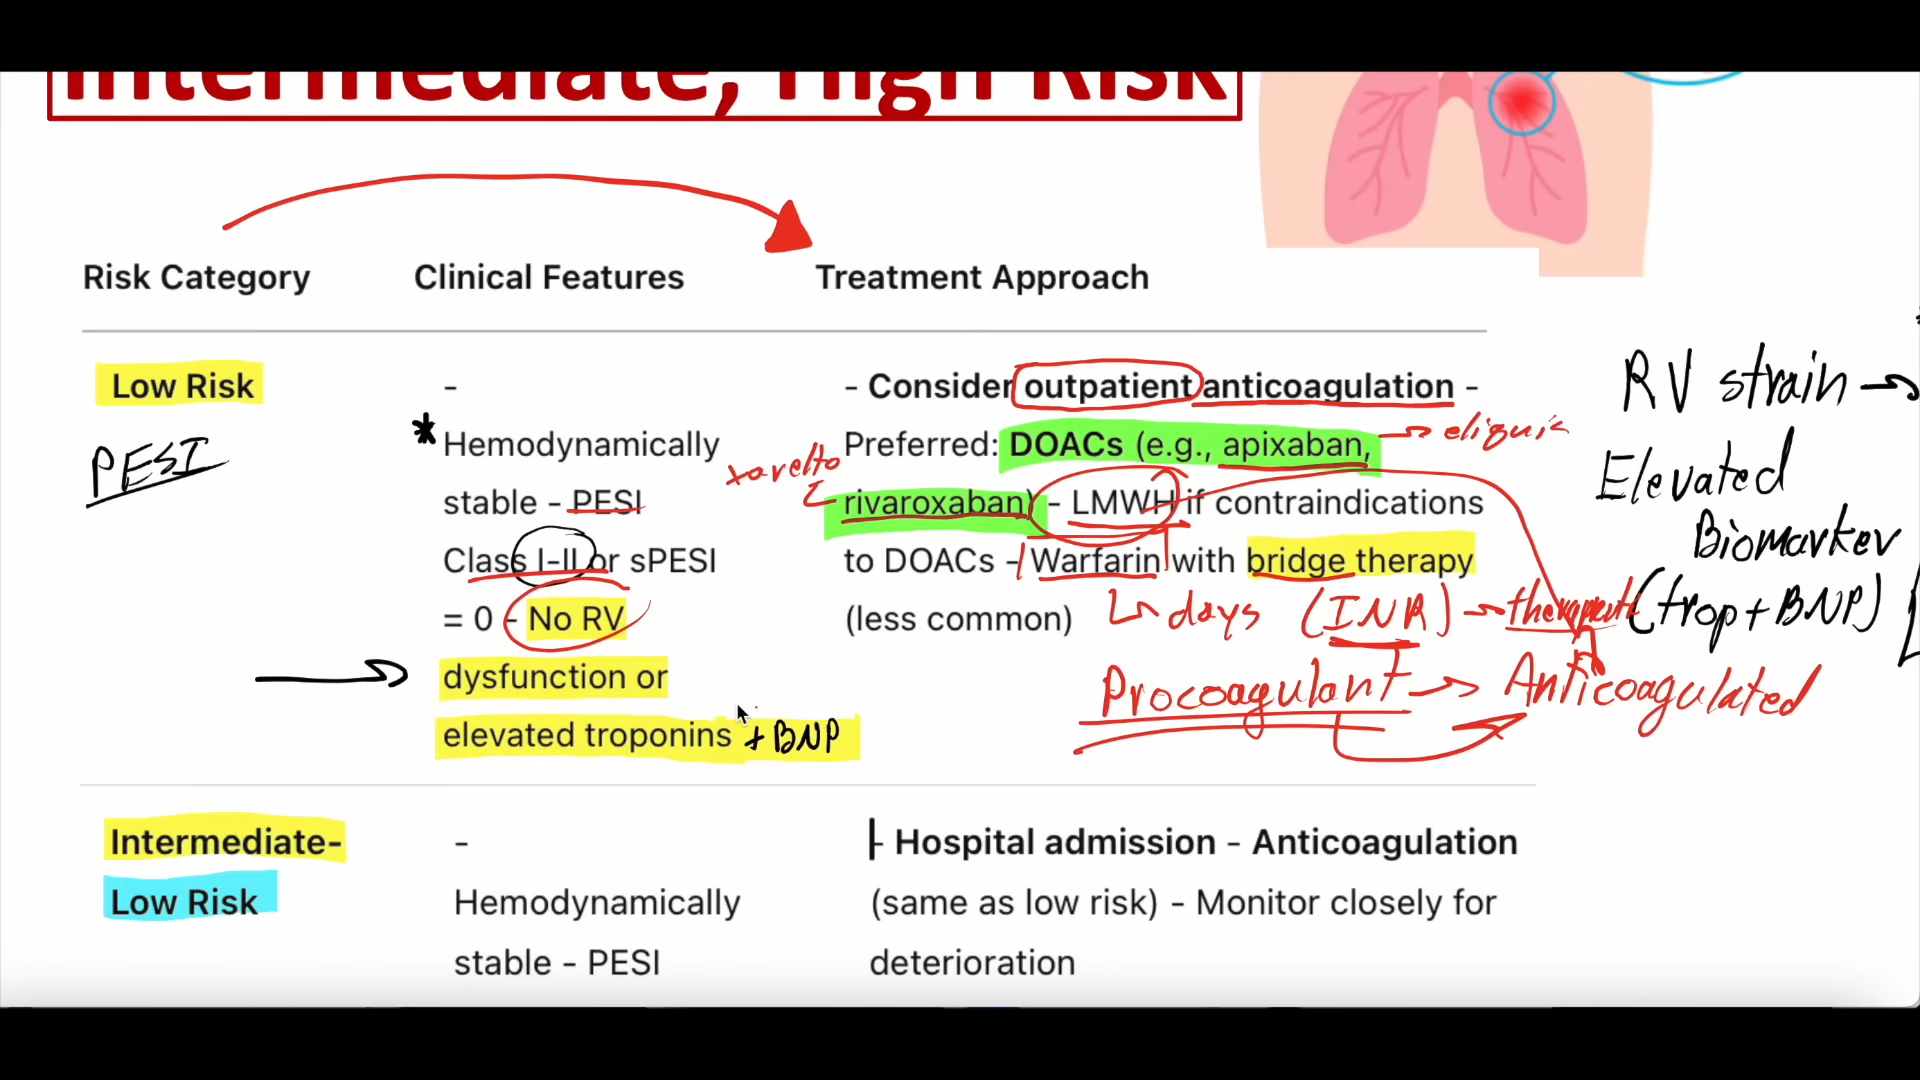 Intermediate, High Risk
Risk Category Clinical Features Treatment Approach
Low Risk - - Consider outpatient anticoagulation -
RV strain
PESI * Hemodynamically Preferred: DOACs (e.g., apixaban, eliquis
xarelto
Elevated
stable - PESI rivaroxaban) - LMWH if contraindications
Biomarker
Class I-II or sPESI to DOACs - Warfarin with bridge therapy
= 0 - No RV (less common) days (INR) therapeutic (trop + BNP)
dysfunction or Procoagulant Anticoagulated
elevated troponins + BNP
Intermediate- - - Hospital admission - Anticoagulation
Low Risk Hemodynamically (same as low risk) - Monitor closely for
stable - PESI deterioration